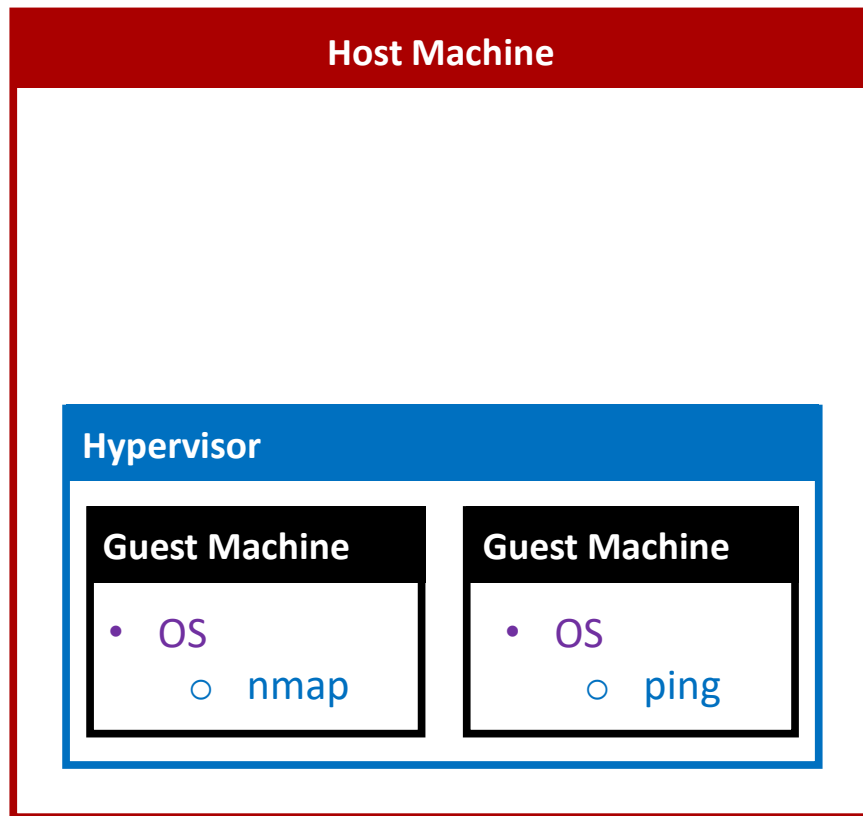 Host Machine
Hypervisor
Guest Machine
• OS
o nmap
Guest Machine
• OS
o ping